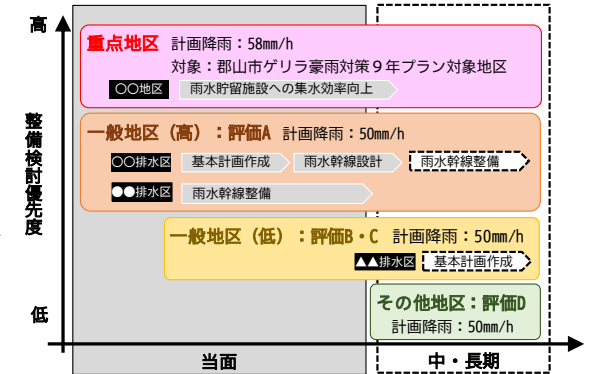 高
整備検討優先度
低
重点地区 計画降雨：58mm/h
対象：郡山市ゲリラ豪雨対策９年プラン対象地区
〇〇地区 雨水貯留施設への集水効率向上
一般地区（高）：評価A 計画降雨：50mm/h
〇〇排水区 基本計画作成 雨水幹線設計 雨水幹線整備
●●排水区 雨水幹線整備
一般地区（低）：評価B・C 計画降雨：50mm/h
▲▲排水区 基本計画作成
その他地区：評価D
計画降雨：50mm/h
当面 中・長期